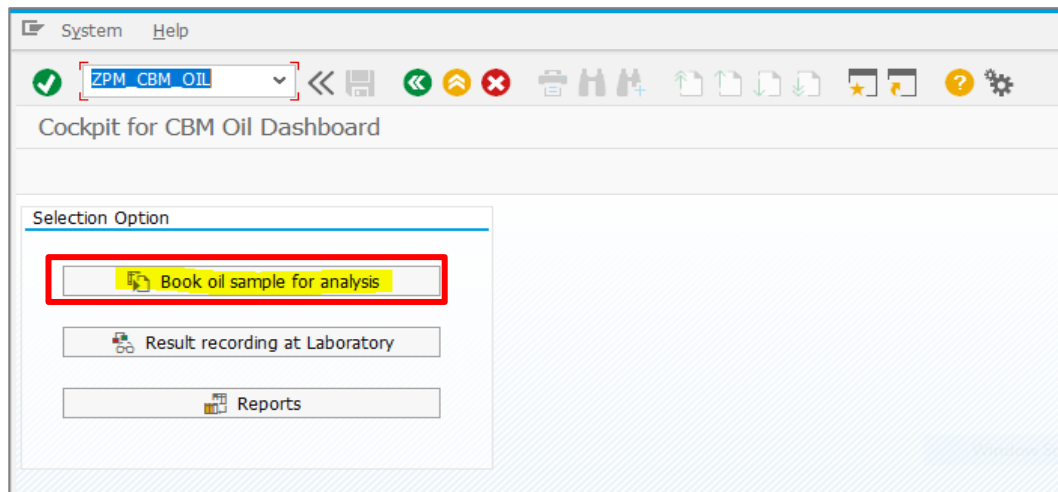 System Help
ZPM_CBM_OIL
Cockpit for CBM Oil Dashboard
Selection Option
Book oil sample for analysis
Result recording at Laboratory
Reports